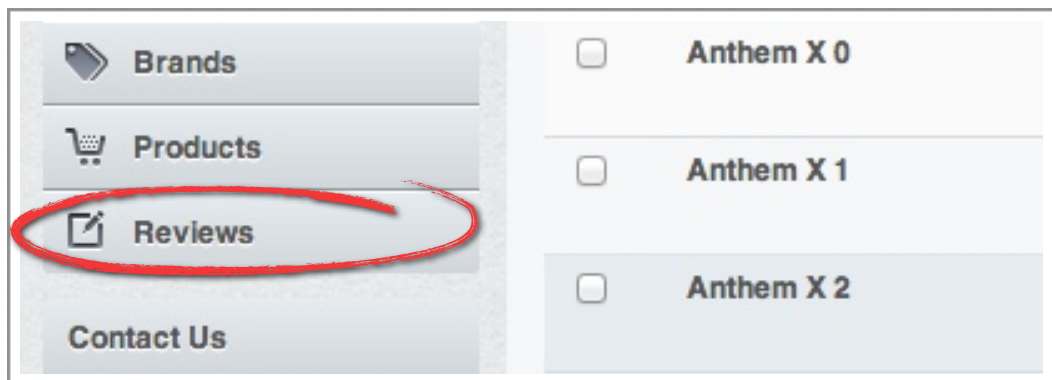 Brands
Products
Reviews
Contact Us
Anthem X 0
Anthem X 1
Anthem X 2